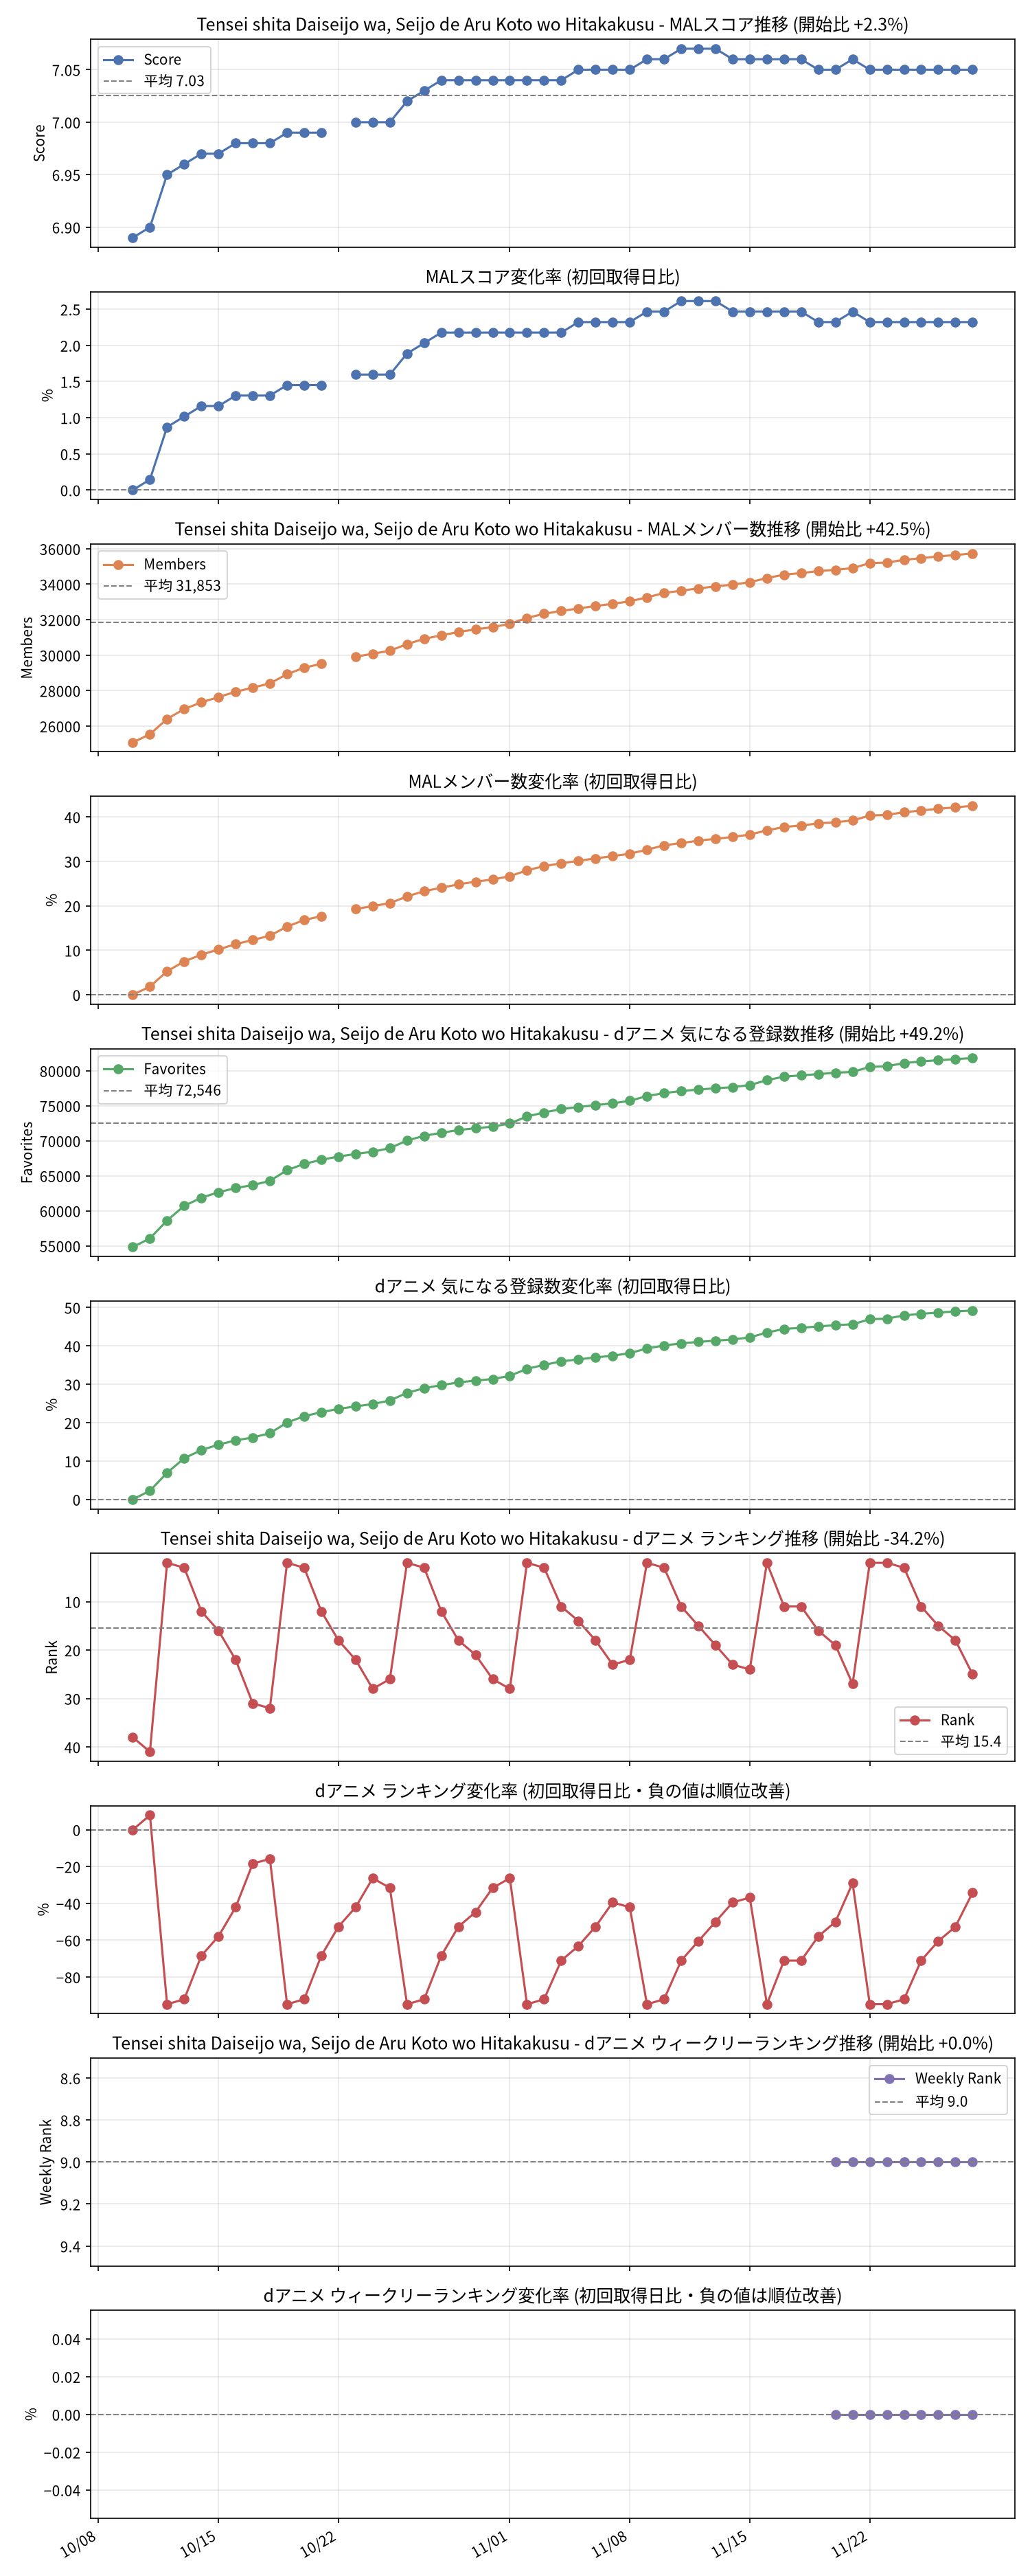 Tensei shita Daiseijo wa, Seijo de Aru Koto wo Hitakakusu - MALスコア推移 (開始比 +2.3%)
Score
平均 7.03
7.05
7.00
6.95
6.90
Score
MALスコア変化率 (初回取得日比)
2.5
2.0
1.5
1.0
0.5
0.0
%
Tensei shita Daiseijo wa, Seijo de Aru Koto wo Hitakakusu - MALメンバー数推移 (開始比 +42.5%)
Members
平均 31,853
36000
34000
32000
30000
28000
26000
Members
MALメンバー数変化率 (初回取得日比)
40
30
20
10
0
%
Tensei shita Daiseijo wa, Seijo de Aru Koto wo Hitakakusu - dアニメ 気になる登録数推移 (開始比 +49.2%)
Favorites
平均 72,546
80000
75000
70000
65000
60000
55000
Favorites
dアニメ 気になる登録数変化率 (初回取得日比)
50
40
30
20
10
0
%
Tensei shita Daiseijo wa, Seijo de Aru Koto wo Hitakakusu - dアニメ ランキング推移 (開始比 -34.2%)
10
20
30
40
Rank
Rank
平均 15.4
dアニメ ランキング変化率 (初回取得日比・負の値は順位改善)
0
−20
−40
−60
−80
%
Tensei shita Daiseijo wa, Seijo de Aru Koto wo Hitakakusu - dアニメ ウィークリーランキング推移 (開始比 +0.0%)
Weekly Rank
平均 9.0
8.6
8.8
9.0
9.2
9.4
Weekly Rank
dアニメ ウィークリーランキング変化率 (初回取得日比・負の値は順位改善)
0.04
0.02
0.00
−0.02
−0.04
%
10/08
10/15
10/22
11/01
11/08
11/15
11/22